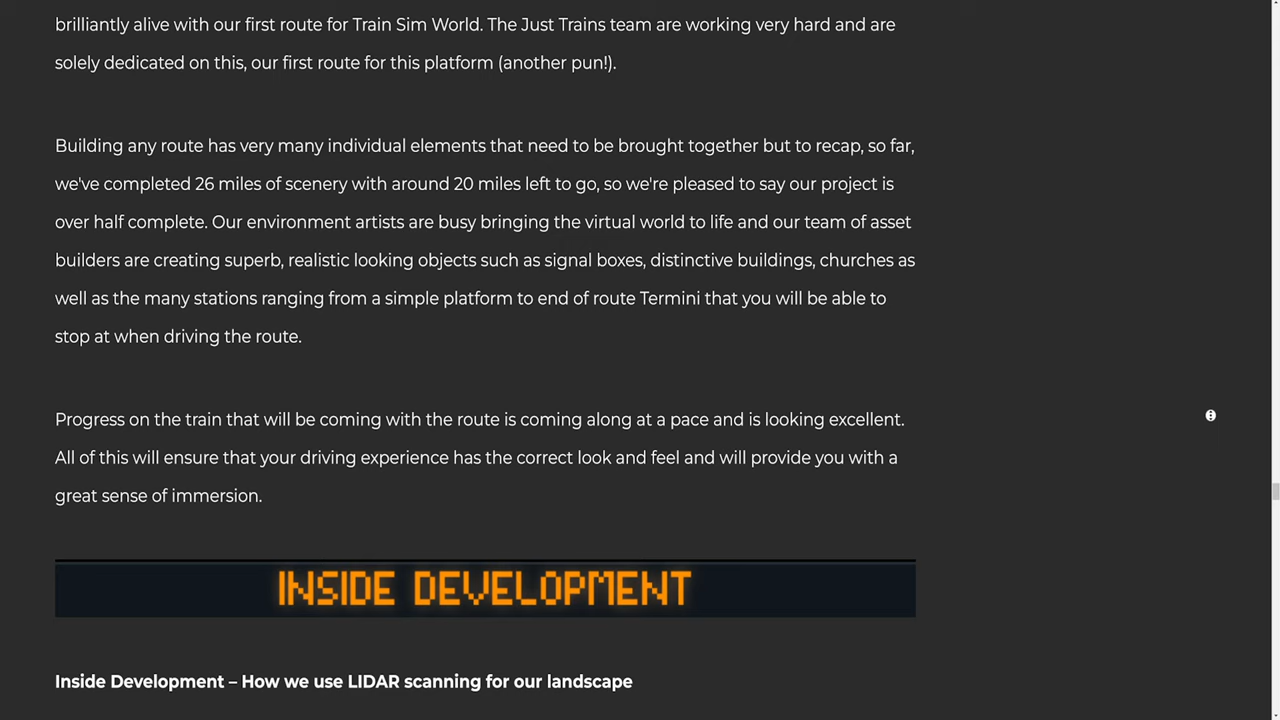 brilliantly alive with our first route for Train Sim World. The Just Trains team are working very hard and are
solely dedicated on this, our first route for this platform (another pun!).
Building any route has very many individual elements that need to be brought together but to recap, so far,
we've completed 26 miles of scenery with around 20 miles left to go, so we're pleased to say our project is
over half complete. Our environment artists are busy bringing the virtual world to life and our team of asset
builders are creating superb, realistic looking objects such as signal boxes, distinctive buildings, churches as
well as the many stations ranging from a simple platform to end of route Termini that you will be able to
stop at when driving the route.
Progress on the train that will be coming with the route is coming along at a pace and is looking excellent.
All of this will ensure that your driving experience has the correct look and feel and will provide you with a
great sense of immersion.
INSIDE DEVELOPMENT
Inside Development – How we use LIDAR scanning for our landscape